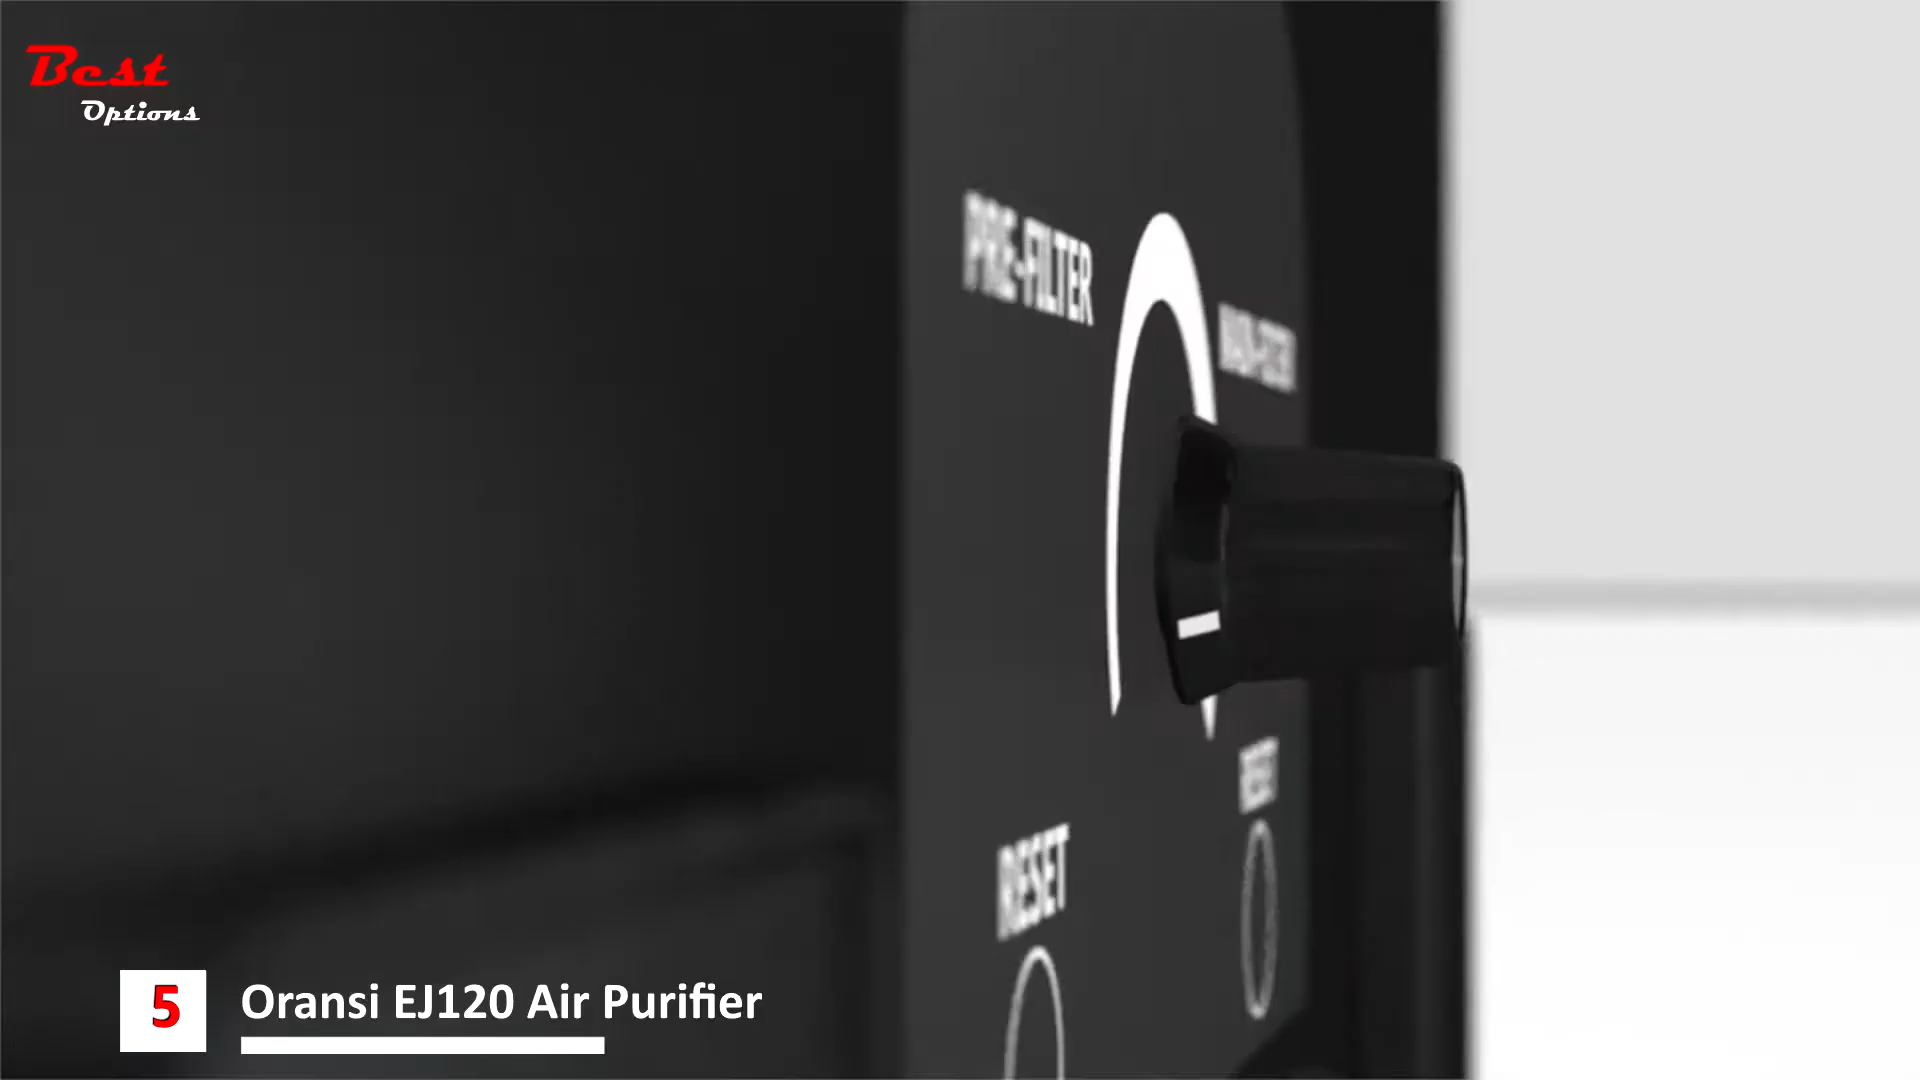 Best
Options
PRE-FILTER
RESET
RESET
5
Oransi EJ120 Air Purifier